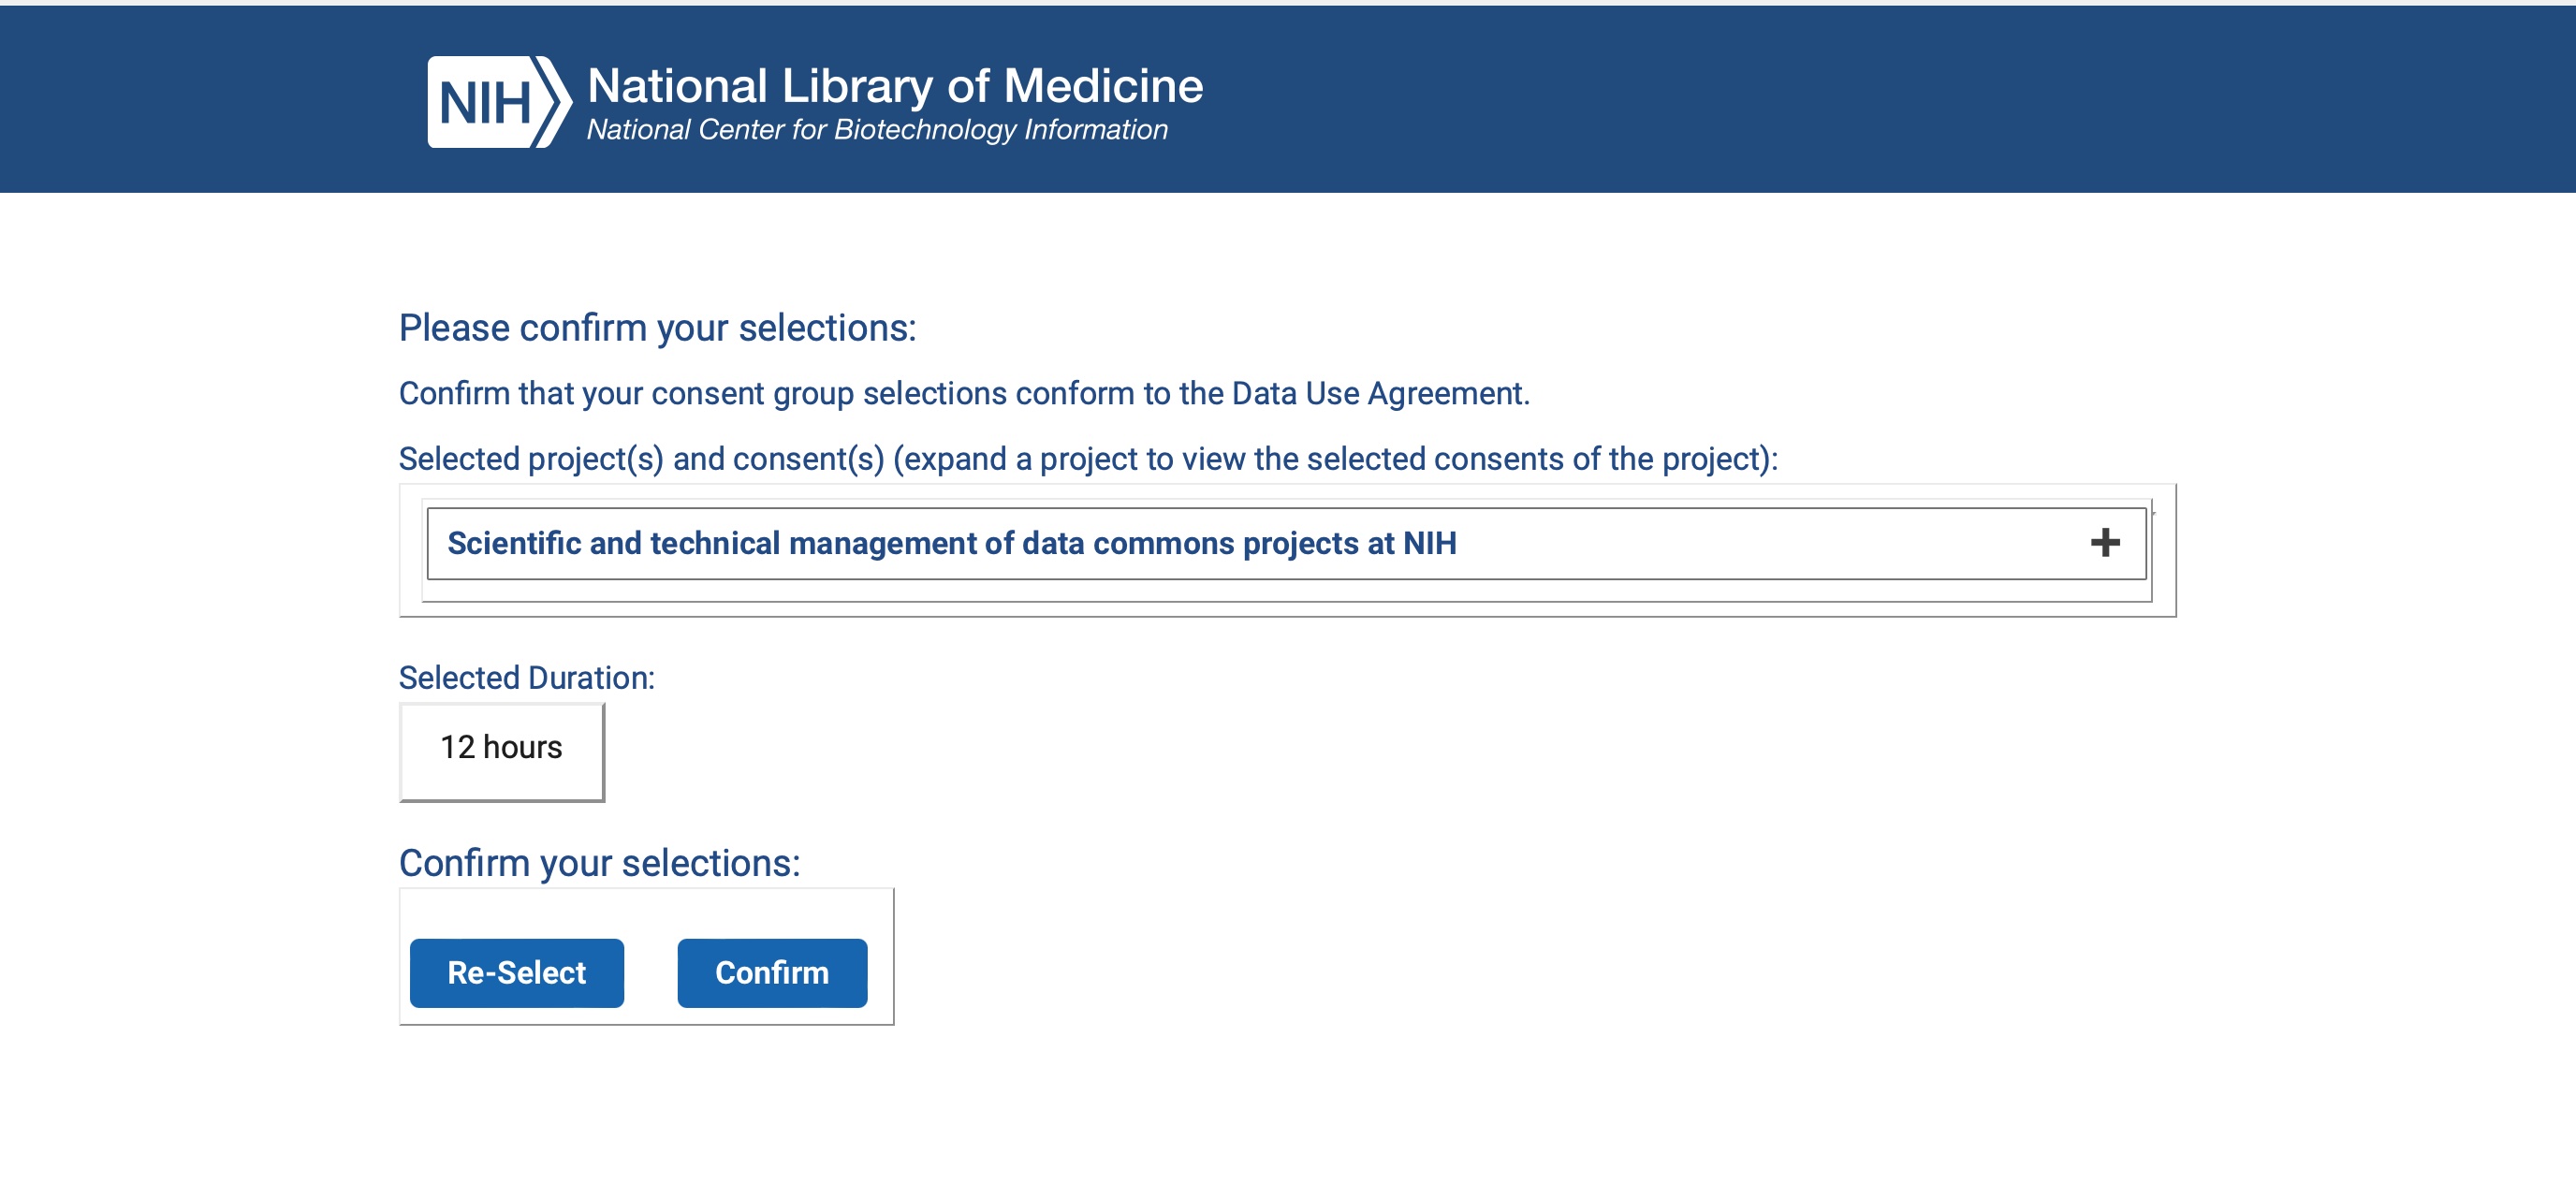 NIH
National Library of Medicine
National Center for Biotechnology Information
Please confirm your selections:
Confirm that your consent group selections conform to the Data Use Agreement.
Selected project(s) and consent(s) (expand a project to view the selected consents of the project):
Scientific and technical management of data commons projects at NIH +
Selected Duration:
12 hours
Confirm your selections:
Re-Select Confirm